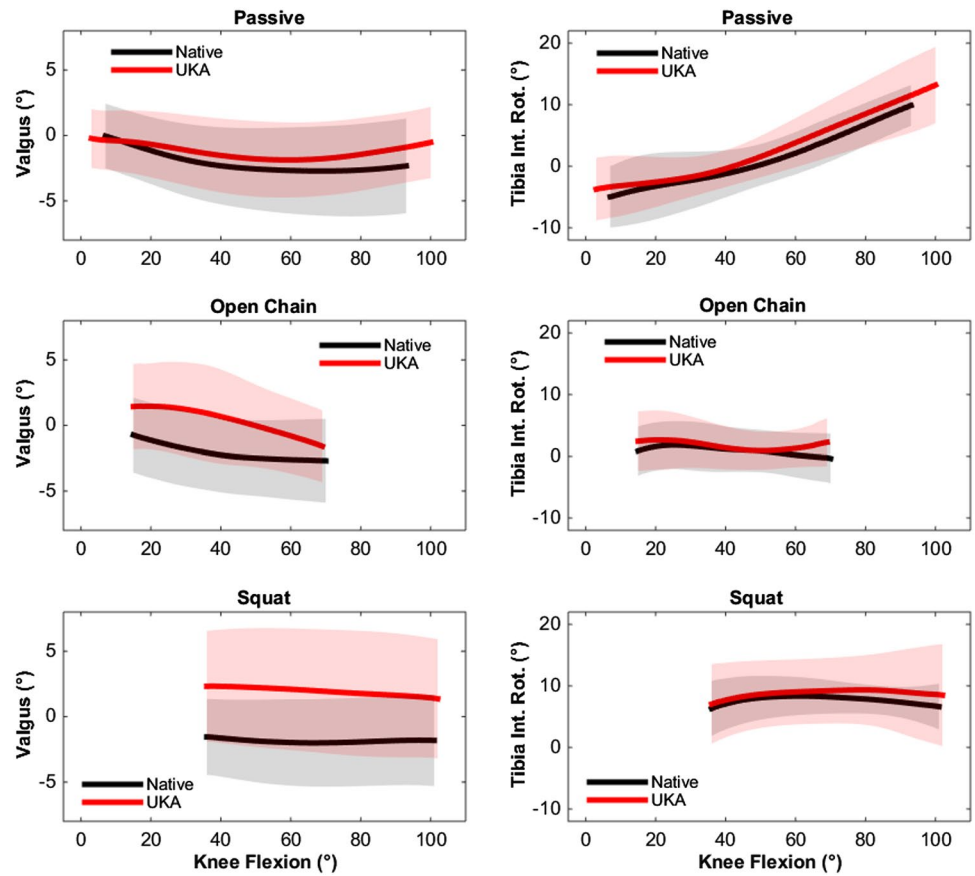 Passive
Native
UKA
5
0
-5
Valgus (°)
0 20 40 60 80 100
Passive
Native
UKA
20
10
0
-10
Tibia Int. Rot. (°)
0 20 40 60 80 100
Open Chain
Native
UKA
5
0
-5
Valgus (°)
0 20 40 60 80 100
Open Chain
Native
UKA
20
10
0
-10
Tibia Int. Rot. (°)
0 20 40 60 80 100
Squat
5
0
-5
Valgus (°)
Native
UKA
0 20 40 60 80 100
Knee Flexion (°)
Squat
20
10
0
-10
Tibia Int. Rot. (°)
Native
UKA
0 20 40 60 80 100
Knee Flexion (°)